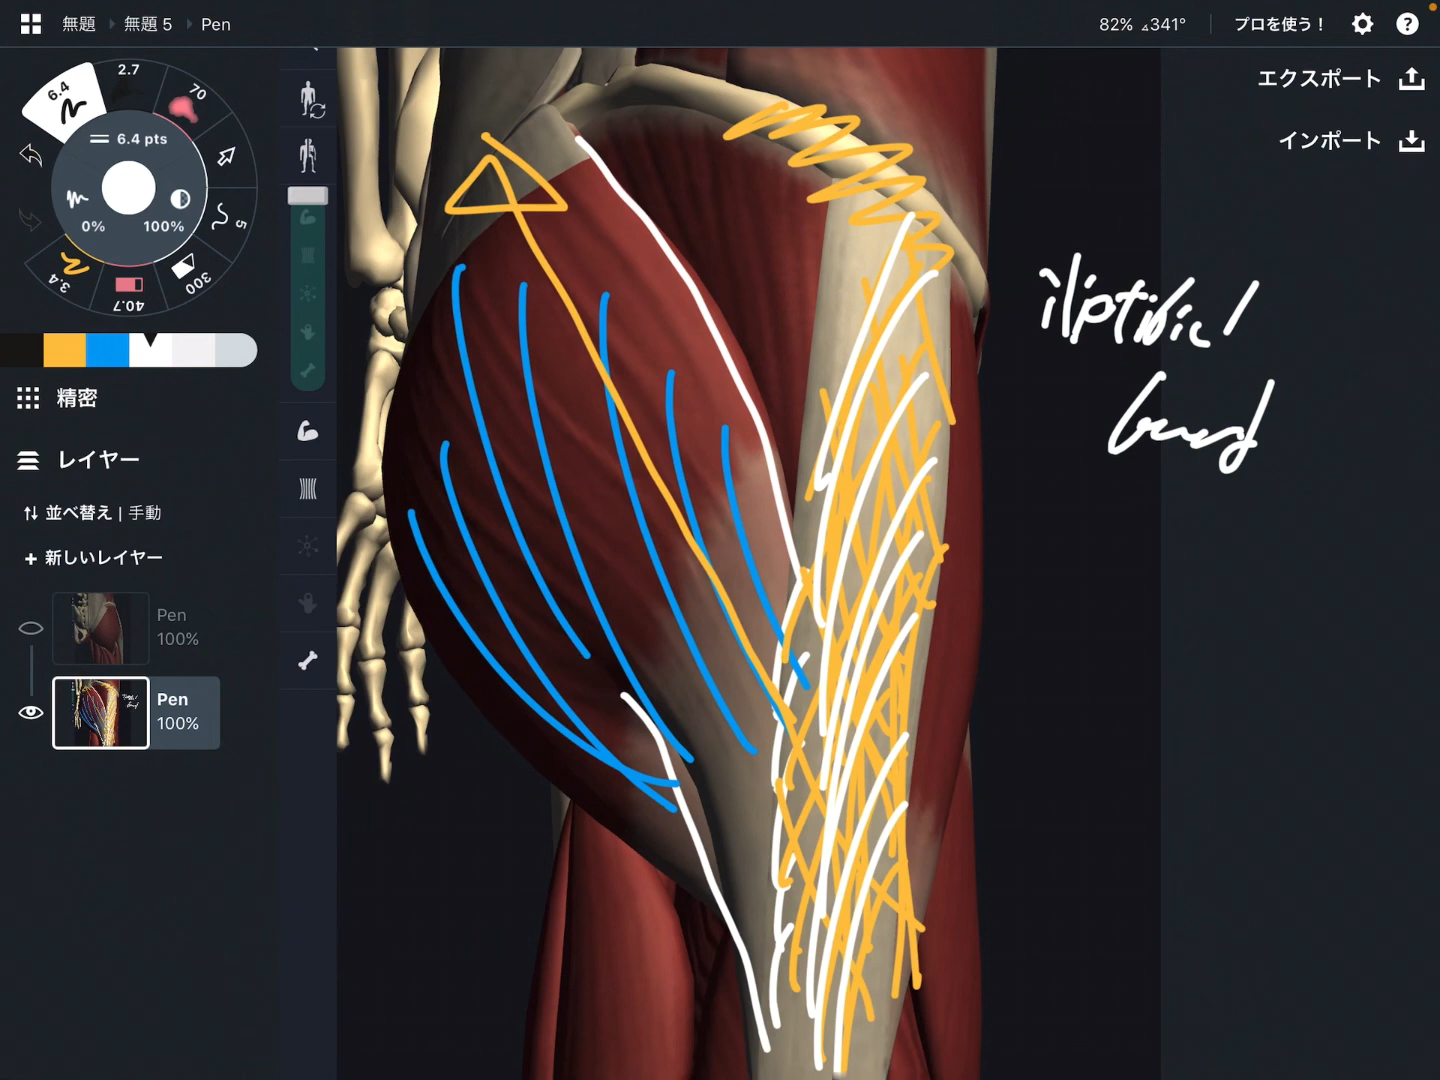 無題 無題 5 Pen 82% ⊿341° プロを使う！
エクスポート
インポート
2.7
6.4
70
6.4 pts
0% 100%
5
3.4
40.7
300
精密
レイヤー
並べ替え | 手動
+ 新しいレイヤー
Pen
100%
Pen
100%
band